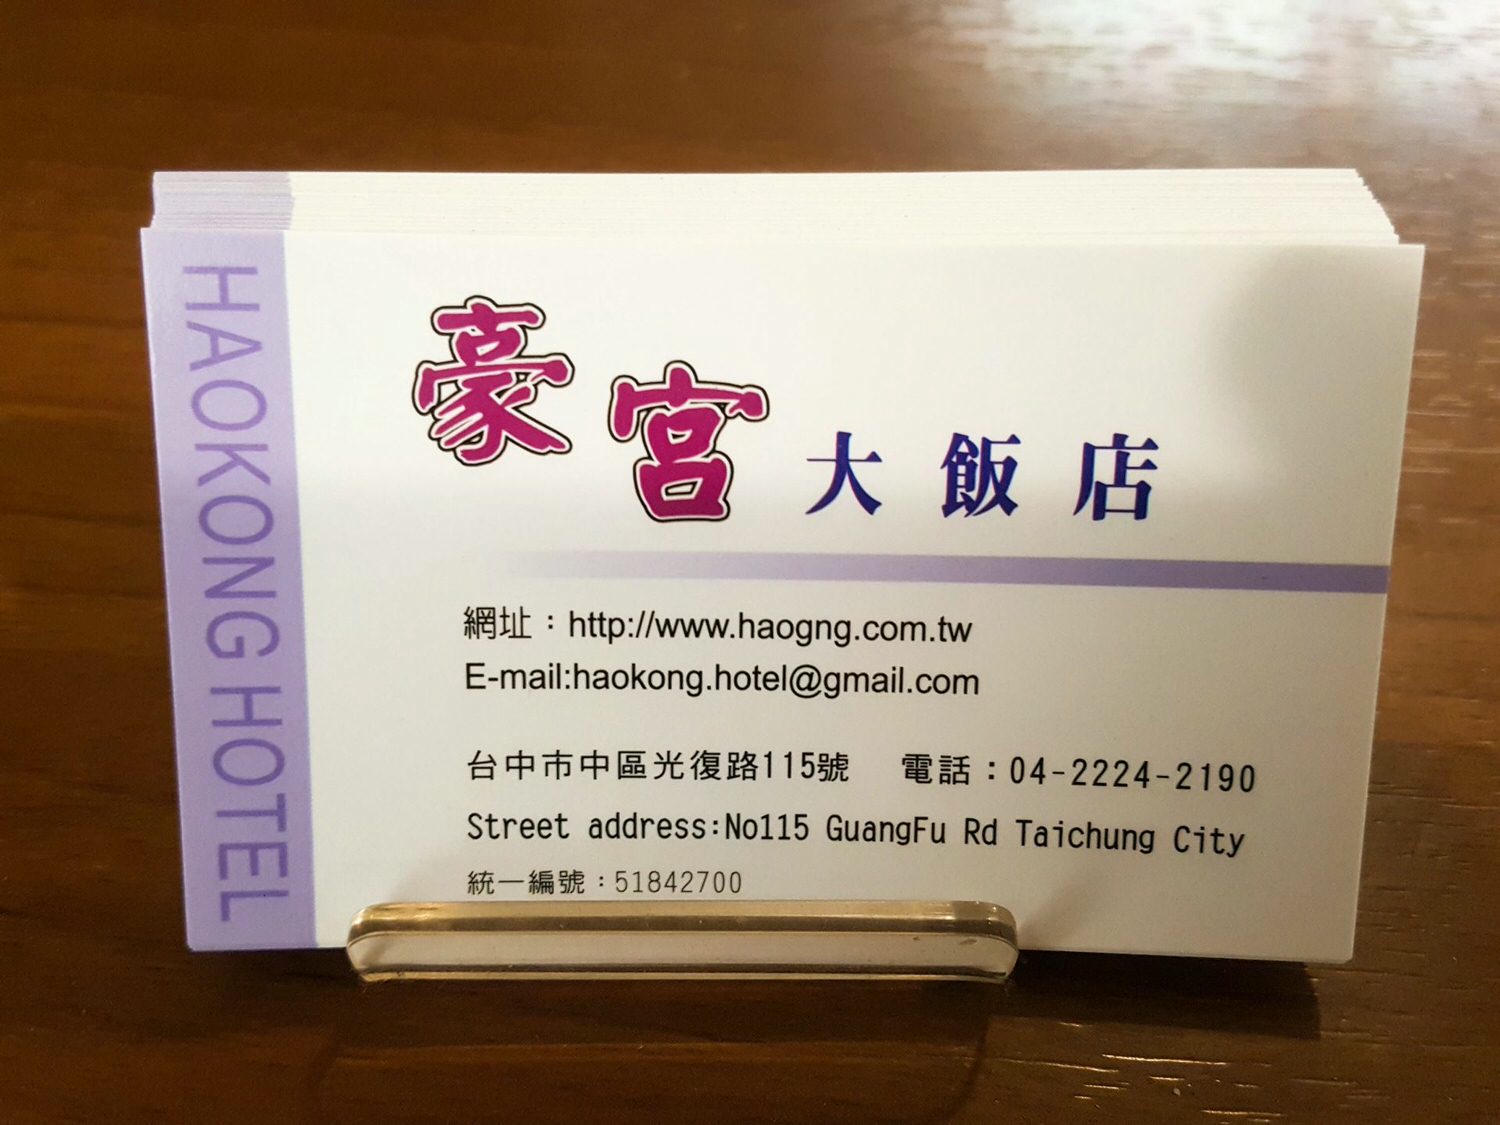 HAOKONG HOTEL
豪宮大飯店
網址：http://www.haogng.com.tw
E-mail:haokong.hotel@gmail.com
台中市中區光復路115號 電話：04-2224-2190
Street address:No115 GuangFu Rd Taichung City
統一編號：51842700